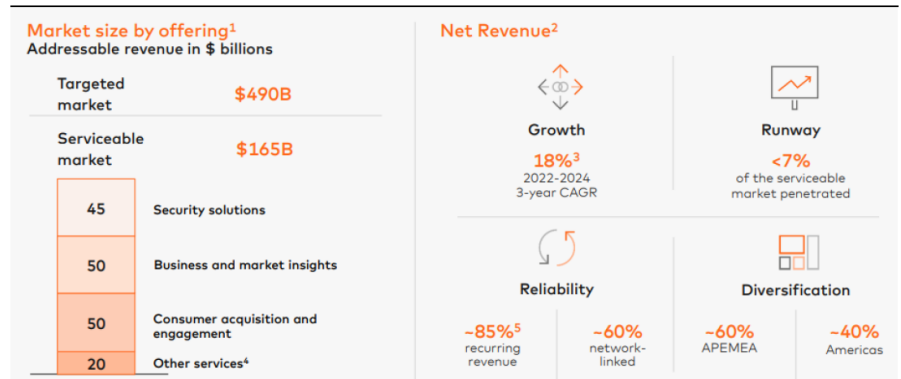 Market size by offering¹
Addressable revenue in $ billions
Targeted
market
$490B
Serviceable
market
$165B
45
Security solutions
50
Business and market insights
50
Consumer acquisition and
engagement
20
Other services⁴
Net Revenue²
Growth
18%³
2022-2024
3-year CAGR
Runway
<7%
of the serviceable
market penetrated
Reliability
~85%⁵
recurring
revenue
~60%
network-
linked
Diversification
~60%
APEMEA
~40%
Americas